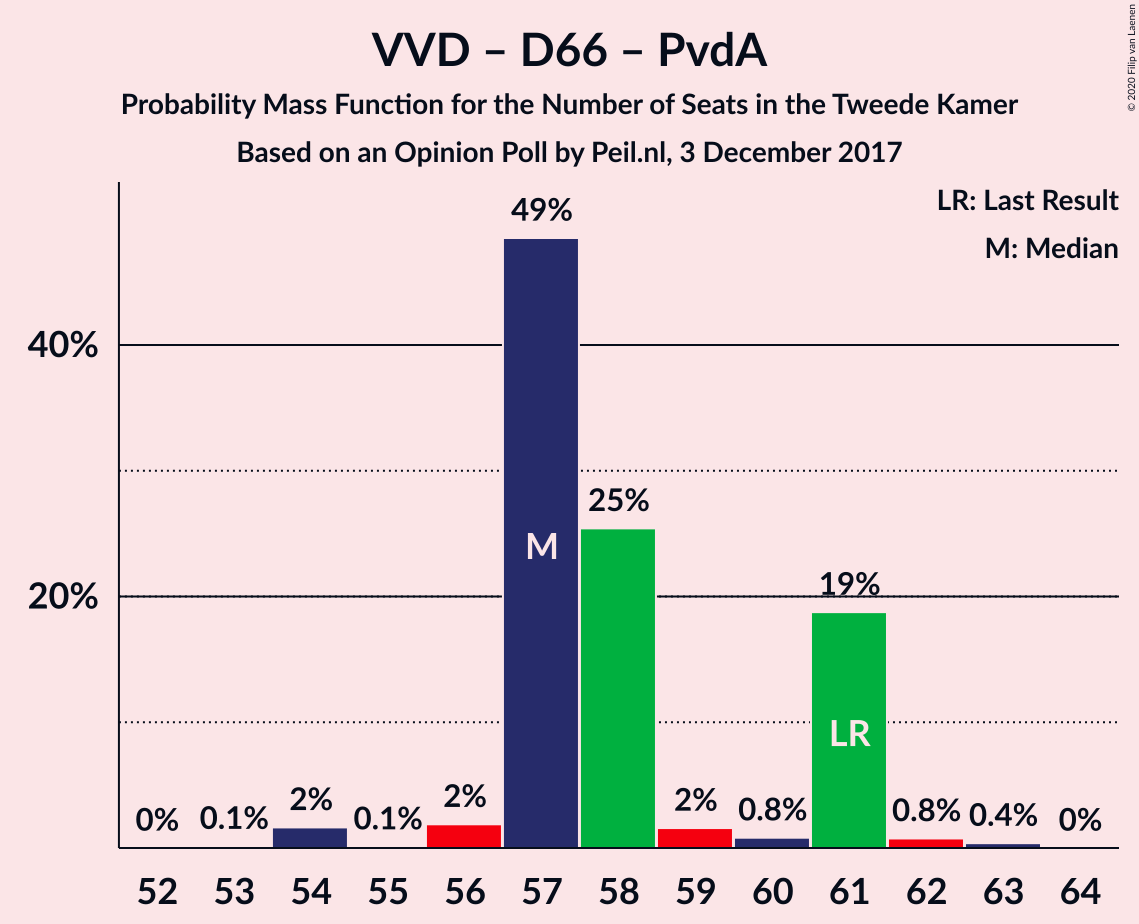 VVD – D66 – PvdA
Probability Mass Function for the Number of Seats in the Tweede Kamer
Based on an Opinion Poll by Peil.nl, 3 December 2017
© 2020 Filip van Laenen
LR: Last Result
M: Median
40%
20%
0%
0.1%
2%
0.1%
2%
49%
25%
2%
0.8%
19%
0.8%
0.4%
0%
M
LR
52 53 54 55 56 57 58 59 60 61 62 63 64